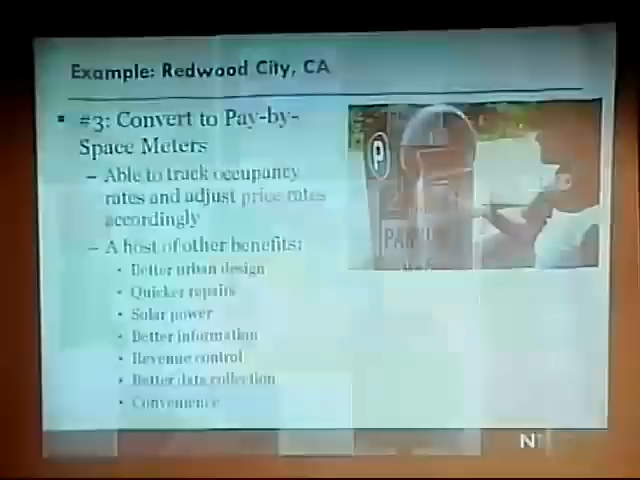 Example: Redwood City, CA
▪ #3: Convert to Pay-by-
Space Meters
– Able to track occupancy
rates and adjust price rates
accordingly
– A host of other benefits:
• Better urban design
• Quicker repairs
• Solar power
• Better information
• Revenue control
• Better data collection
• Convenience
P
N